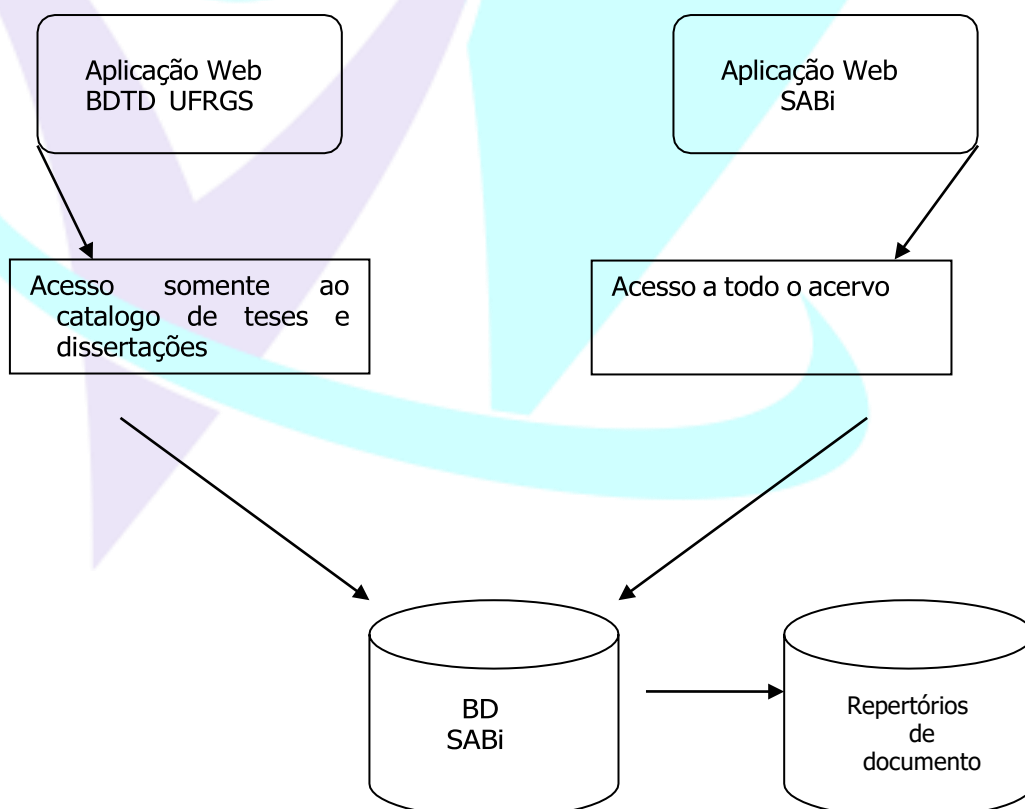 Aplicação Web
BDTD UFRGS
Aplicação Web
SABi
Acesso somente ao
catalogo de teses e
dissertações
Acesso a todo o acervo
BD
SABi
Repertórios
de
documento